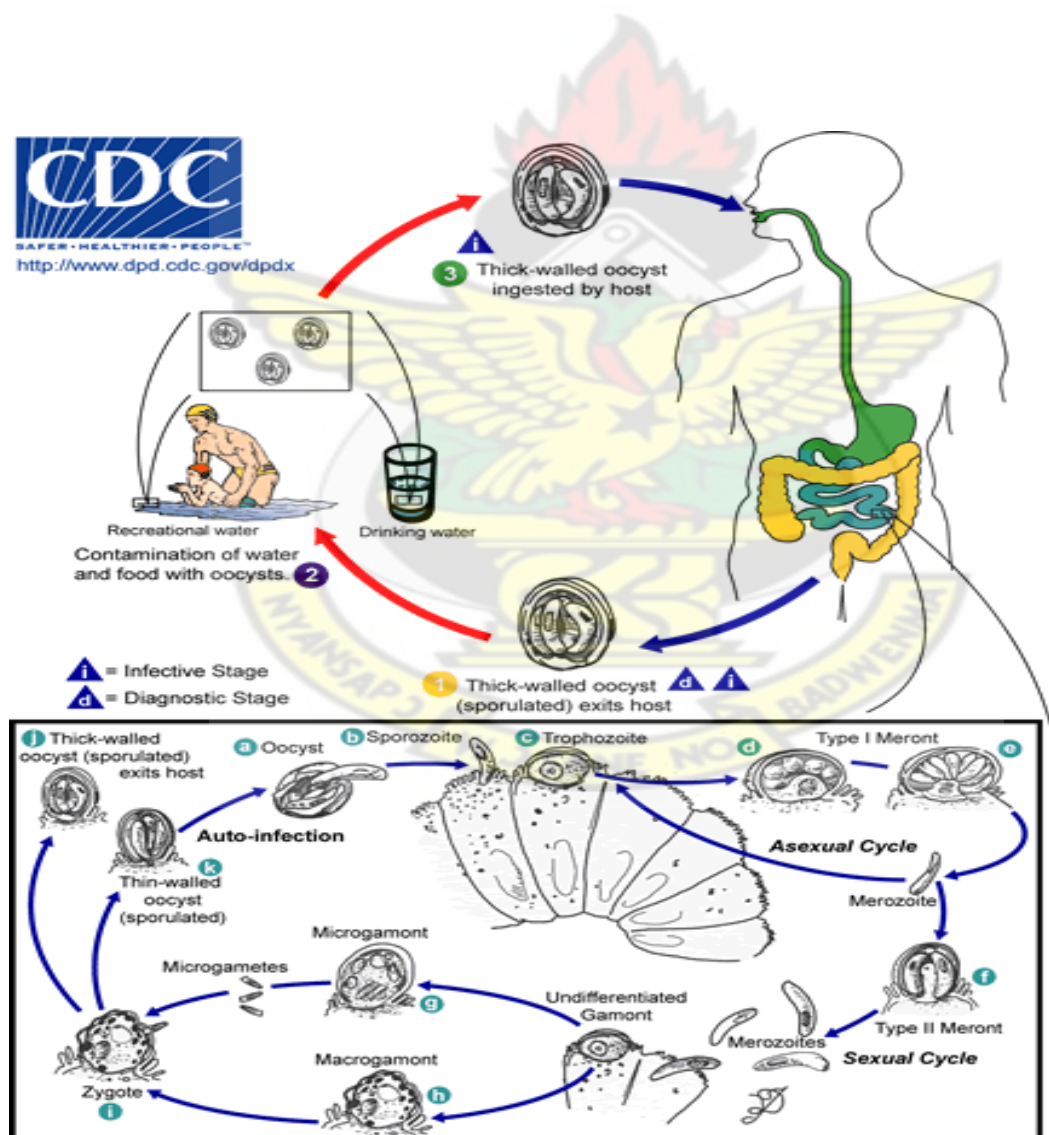 CDC
SAFER • HEALTHIER • PEOPLE™
http://www.dpd.cdc.gov/dpdx
i
3 Thick-walled oocyst
ingested by host
Recreational water
Drinking water
Contamination of water
and food with oocysts. 2
i = Infective Stage
d = Diagnostic Stage
1 Thick-walled oocyst d i
(sporulated) exits host
NYANSAPO
BADWENMA
j Thick-walled
oocyst (sporulated)
exits host
a Oocyst
b Sporozoite
c Trophozoite
d
Type I Meront
e
Auto-infection
k
Thin-walled
oocyst
(sporulated)
Asexual Cycle
Merozoite
Microgamont
Microgametes
g
Undifferentiated
Gamont
f
Type II Meront
Merozoites
Sexual Cycle
Macrogamont
h
Zygote
i